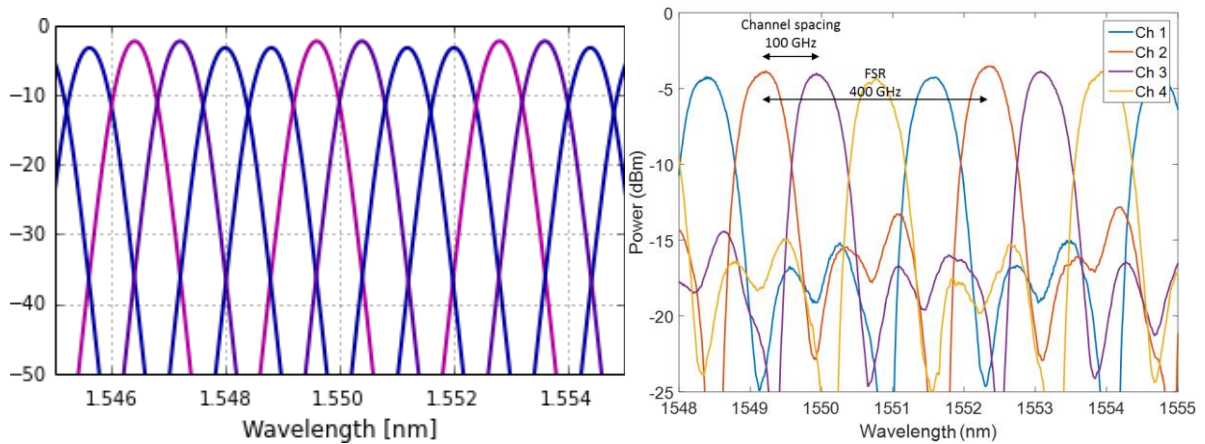 0
−10
−20
−30
−40
−50
1.546 1.548 1.550 1.552 1.554
Wavelength [nm]
0
-5
-10
-15
-20
-25
Power (dBm)
Channel spacing
100 GHz
FSR
400 GHz
Ch 1
Ch 2
Ch 3
Ch 4
1548 1549 1550 1551 1552 1553 1554 1555
Wavelength (nm)